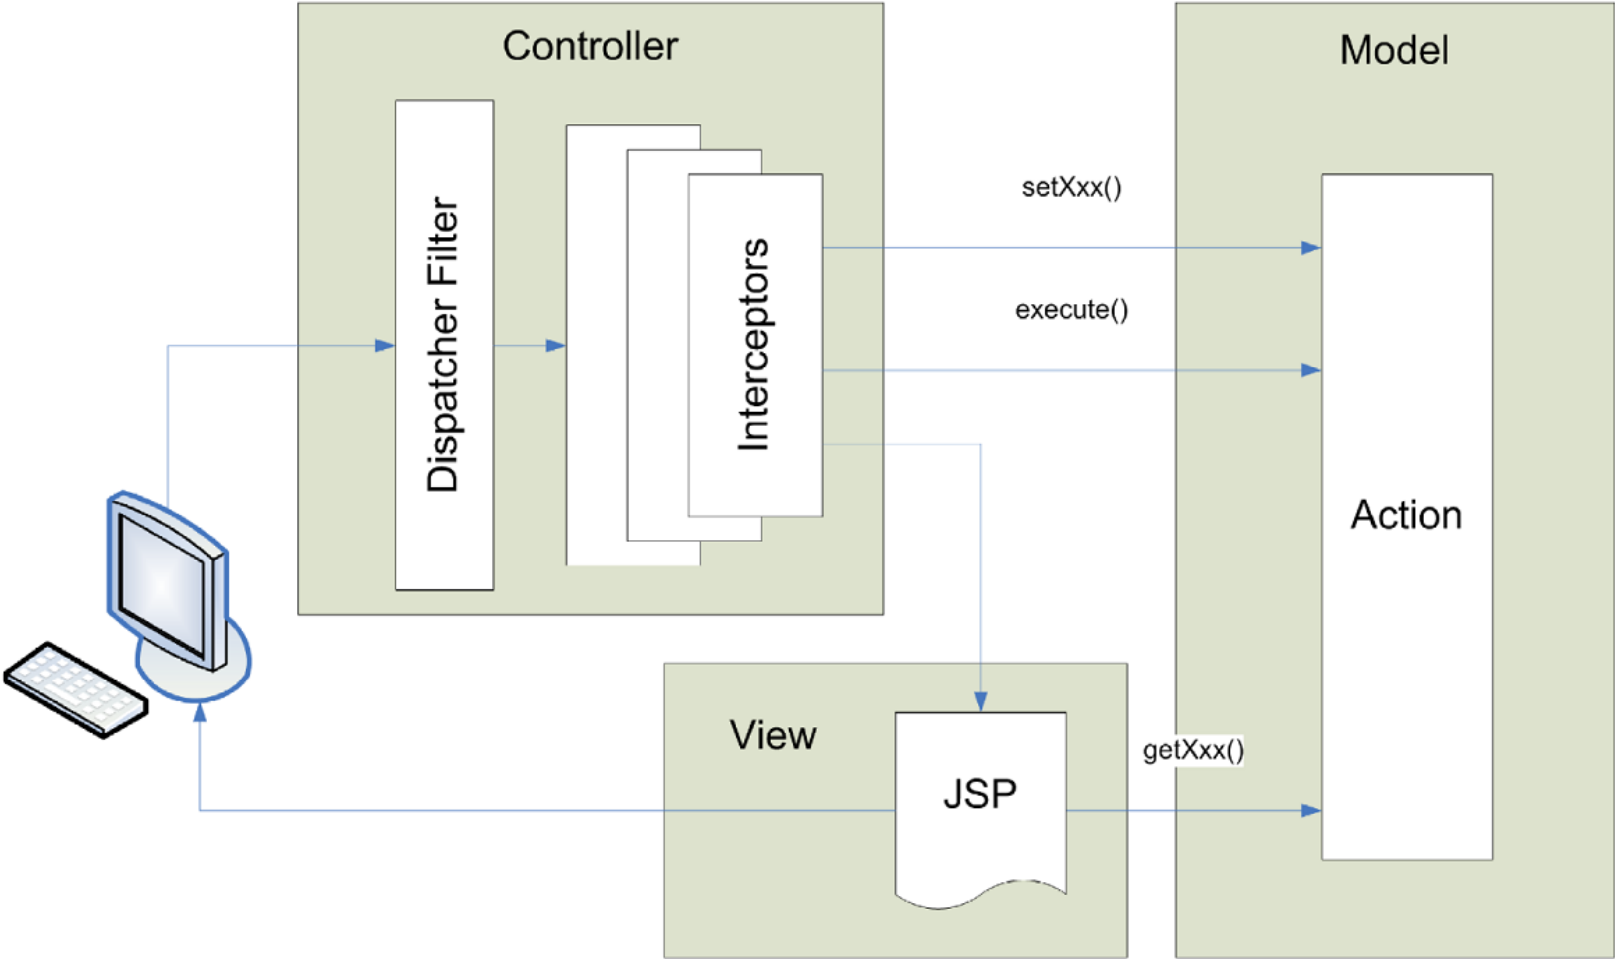 Controller
Model
Dispatcher Filter
Interceptors
setXxx()
execute()
Action
View
JSP
getXxx()